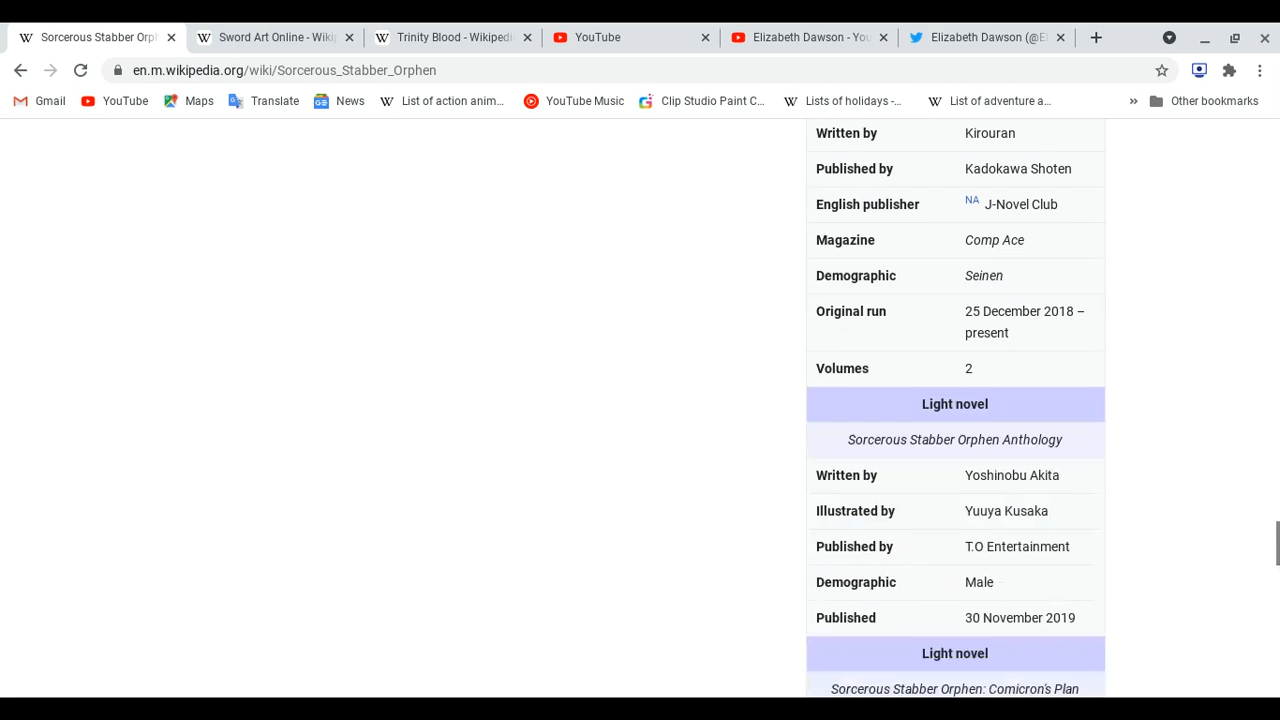 Sorcerous Stabber Orph
Sword Art Online - Wikip
Trinity Blood - Wikipedi
YouTube
Elizabeth Dawson - You
Elizabeth Dawson (@El
en.m.wikipedia.org/wiki/Sorcerous_Stabber_Orphen
Gmail
YouTube
Maps
Translate
News
List of action anim...
YouTube Music
Clip Studio Paint C...
Lists of holidays -...
List of adventure a...
»
Other bookmarks
Written by Kirouran
Published by Kadokawa Shoten
English publisher NA J-Novel Club
Magazine Comp Ace
Demographic Seinen
Original run 25 December 2018 –
present
Volumes 2
Light novel
Sorcerous Stabber Orphen Anthology
Written by Yoshinobu Akita
Illustrated by Yuuya Kusaka
Published by T.O Entertainment
Demographic Male
Published 30 November 2019
Light novel
Sorcerous Stabber Orphen: Comicron's Plan